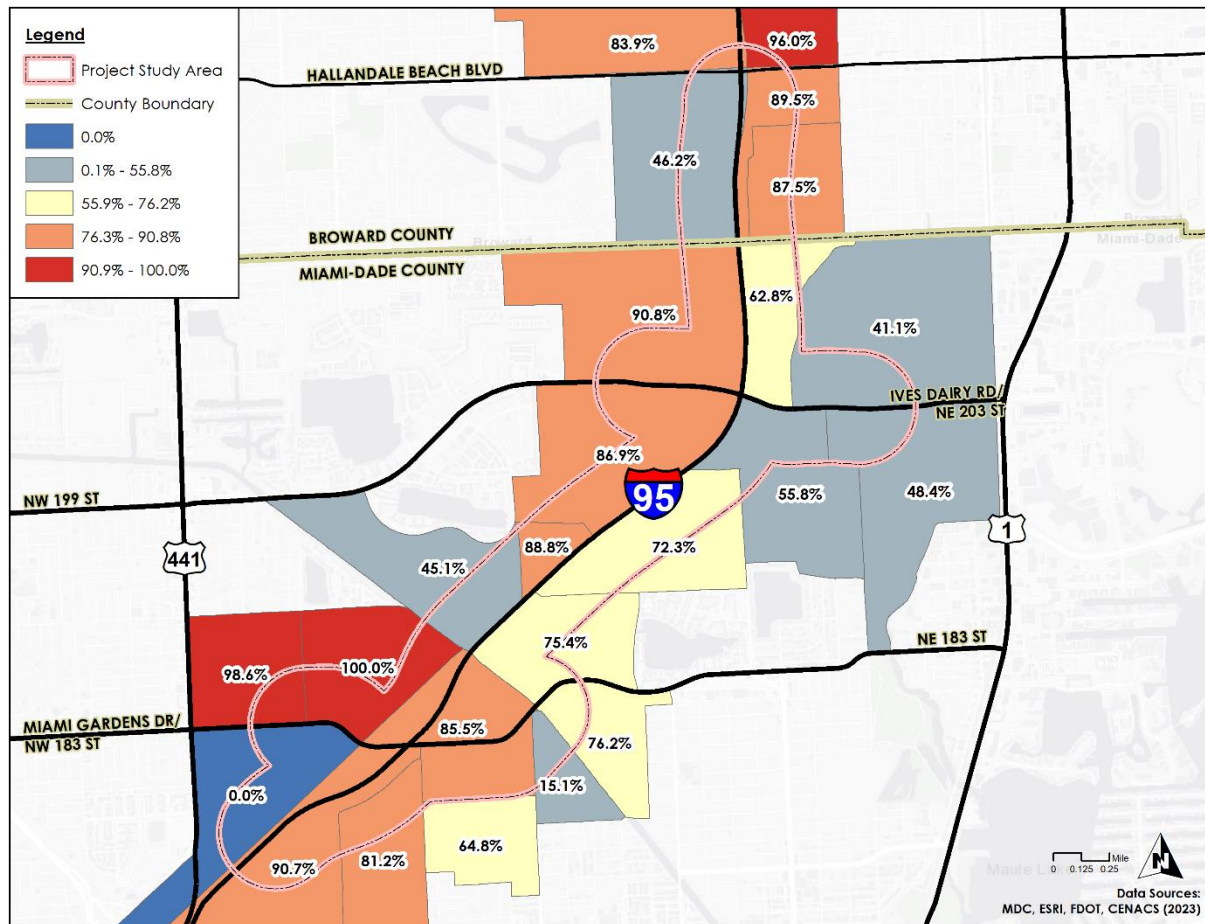 Legend
Project Study Area
County Boundary
0.0%
0.1% - 55.8%
55.9% - 76.2%
76.3% - 90.8%
90.9% - 100.0%
83.9%
96.0%
HALLANDALE BEACH BLVD
89.5%
46.2%
87.5%
BROWARD COUNTY
Broward
Broward
Miami-Dade
MIAMI-DADE COUNTY
62.8%
90.8%
41.1%
IVES DAIRY RD/
NE 203 ST
86.9%
95
55.8%
48.4%
NW 199 ST
1
88.8%
72.3%
441
45.1%
NE 183 ST
75.4%
98.6%
100.0%
MIAMI GARDENS DR/
NW 183 ST
85.5%
76.2%
15.1%
0.0%
64.8%
81.2%
90.7%
Mile
0 0.125 0.25
N
Maule Lake
Data Sources:
MDC, ESRI, FDOT, CENACS (2023)